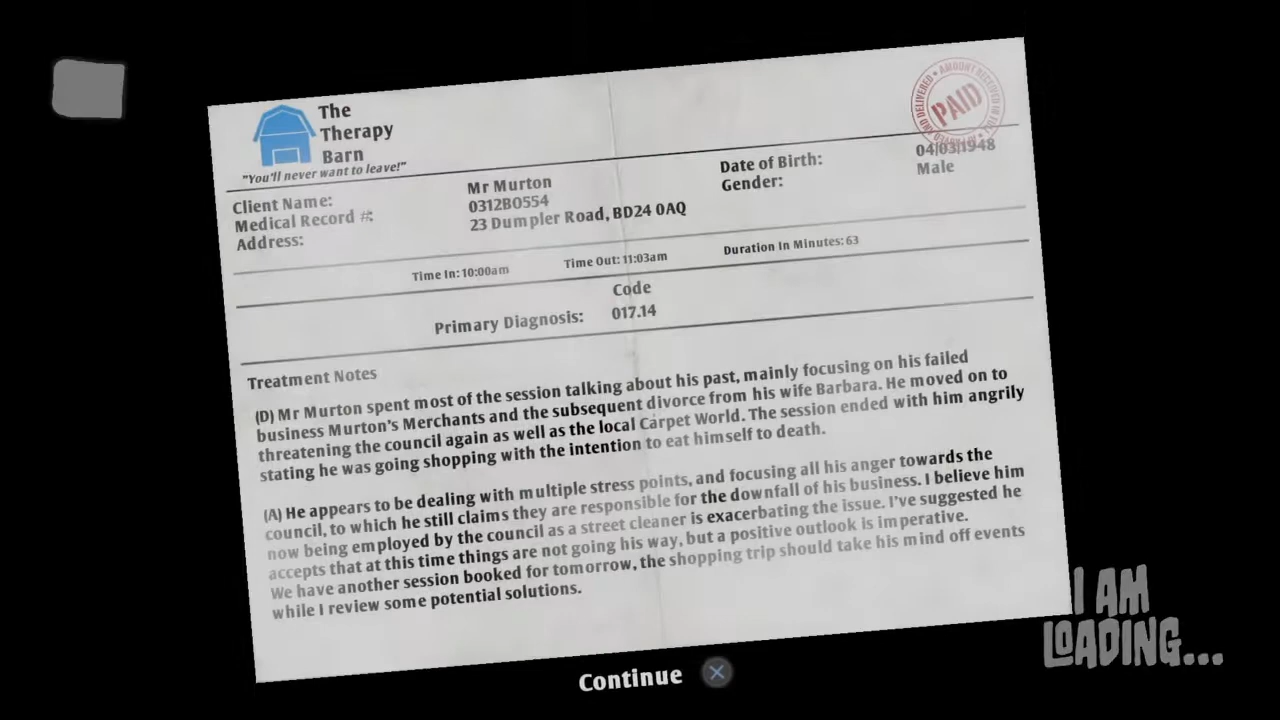 The
Therapy
Barn
"You'll never want to leave!"
PAID
AMOUNT RECEIVED IN FULL • APPROVED AND DELIVERED •
Client Name: Mr Murton Date of Birth: 04/03/1948
Medical Record #: 0312BO554 Gender: Male
Address: 23 Dumpler Road, BD24 0AQ
Time In: 10:00am Time Out: 11:03am Duration In Minutes: 63
Code
Primary Diagnosis: 017.14
Treatment Notes
(D) Mr Murton spent most of the session talking about his past, mainly focusing on his failed
business Murton's Merchants and the subsequent divorce from his wife Barbara. He moved on to
threatening the council again as well as the local Carpet World. The session ended with him angrily
stating he was going shopping with the intention to eat himself to death.
(A) He appears to be dealing with multiple stress points, and focusing all his anger towards the
council, to which he still claims they are responsible for the downfall of his business. I believe him
now being employed by the council as a street cleaner is exacerbating the issue. I've suggested he
accepts that at this time things are not going his way, but a positive outlook is imperative.
We have another session booked for tomorrow, the shopping trip should take his mind off events
while I review some potential solutions.
I AM
LOADING...
Continue